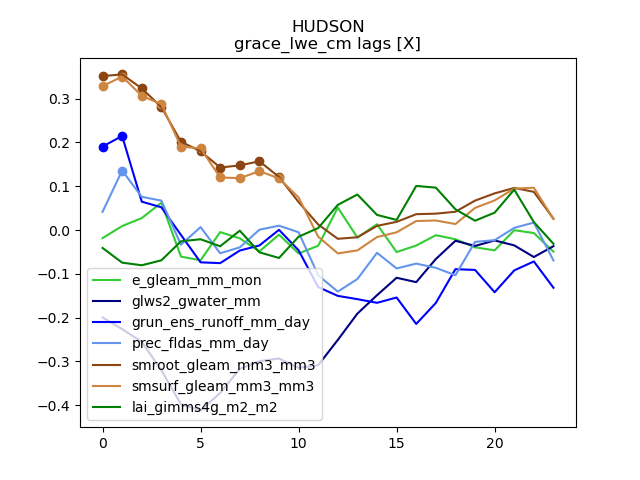 HUDSON
grace_lwe_cm lags [X]
0.3
0.2
0.1
0.0
−0.1
−0.2
−0.3
−0.4
e_gleam_mm_mon
glws2_gwater_mm
grun_ens_runoff_mm_day
prec_fldas_mm_day
smroot_gleam_mm3_mm3
smsurf_gleam_mm3_mm3
lai_gimms4g_m2_m2
0 5 10 15 20